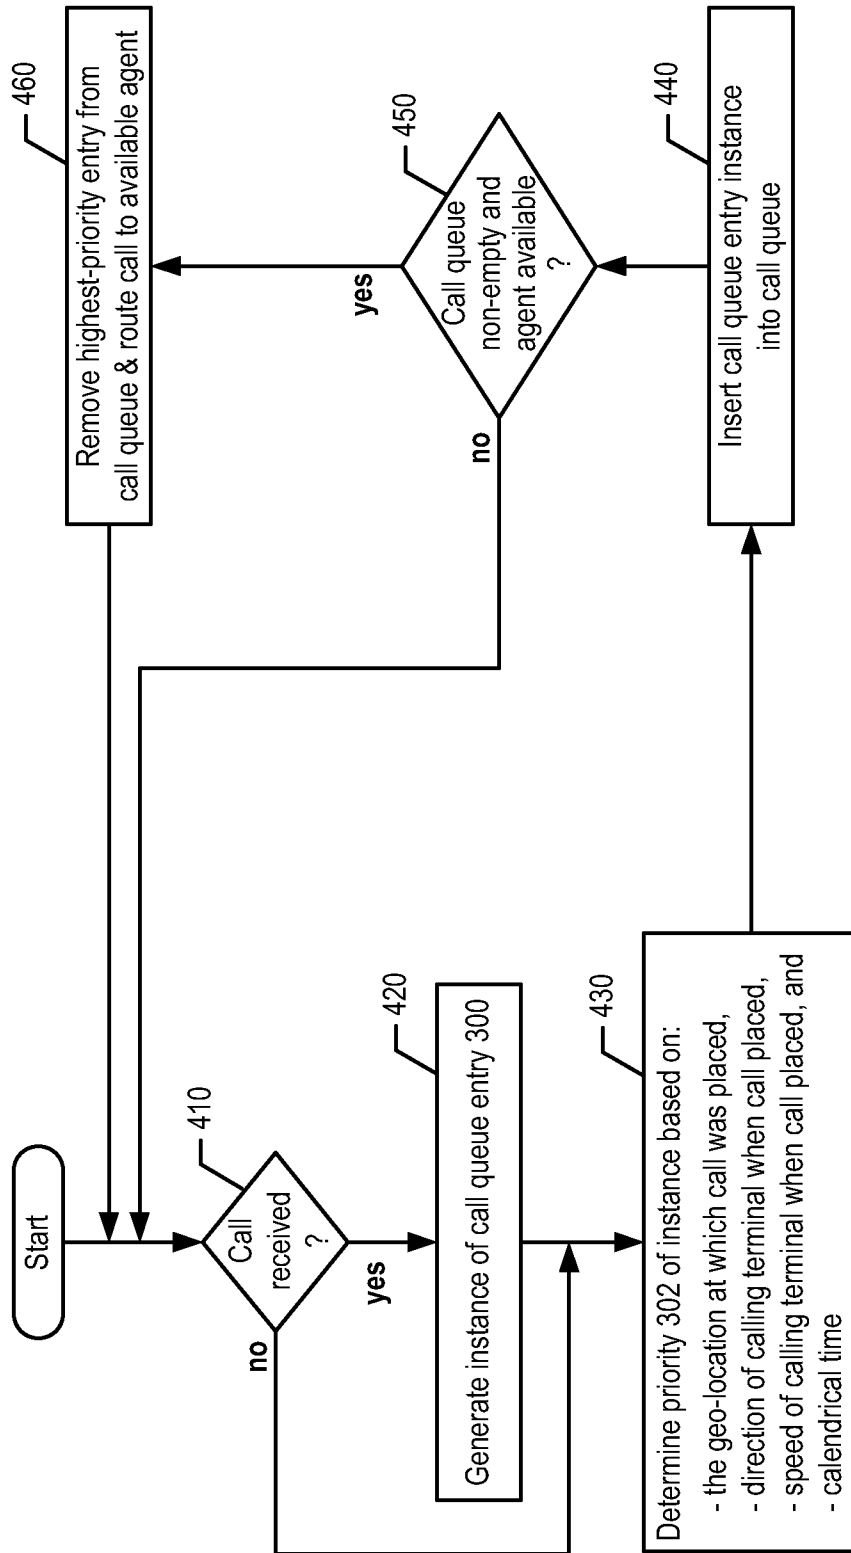 Start
410
Call
received
?
no
yes
420
Generate instance of call queue entry 300
430
Determine priority 302 of instance based on:
- the geo-location at which call was placed,
- direction of calling terminal when call placed,
- speed of calling terminal when call placed, and
- calendrical time
440
Insert call queue entry instance
into call queue
450
Call queue
non-empty and
agent available
?
no
yes
460
Remove highest-priority entry from
call queue & route call to available agent